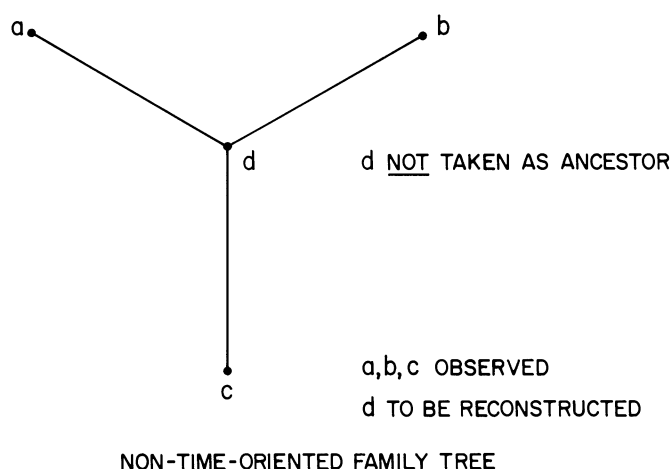 a
b
d
d NOT TAKEN AS ANCESTOR
a,b,c OBSERVED
c
d TO BE RECONSTRUCTED
NON-TIME-ORIENTED FAMILY TREE